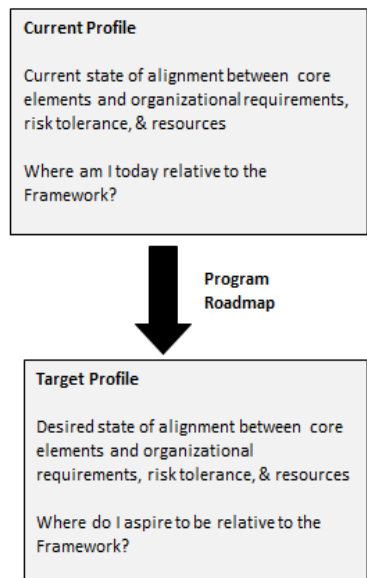 Current Profile
Current state of alignment between core
elements and organizational requirements,
risk tolerance, & resources
Where am I today relative to the
Framework?
Program
Roadmap
Target Profile
Desired state of alignment between core
elements and organizational
requirements, risk tolerance, & resources
Where do I aspire to be relative to the
Framework?